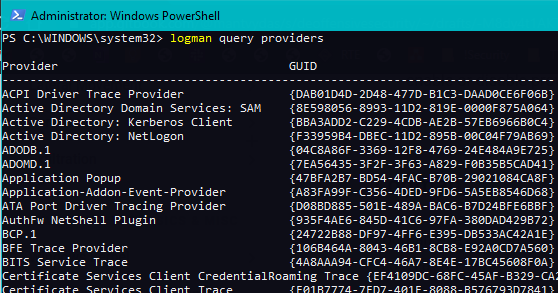 Administrator: Windows PowerShell
PS C:\WINDOWS\system32> logman query providers
Provider GUID
-------------------------------------------------------------------------------
ACPI Driver Trace Provider {DAB01D4D-2D48-477D-B1C3-DAAD0CE6F06B}
Active Directory Domain Services: SAM {8E598056-8993-11D2-819E-0000F875A064}
Active Directory: Kerberos Client {BBA3ADD2-C229-4CDB-AE2B-57EB6966B0C4}
Active Directory: NetLogon {F33959B4-DBEC-11D2-895B-00C04F79AB69}
ADODB.1 {04C8A86F-3369-12F8-4769-24E484A9E725}
ADOMD.1 {7EA56435-3F2F-3F63-A829-F0B35B5CAD41}
Application Popup {47BFA2B7-BD54-4FAC-B70B-29021084CA8F}
Application-Addon-Event-Provider {A83FA99F-C356-4DED-9FD6-5A5EB8546D68}
ATA Port Driver Tracing Provider {D08BD885-501E-489A-BAC6-B7D24BFE6BBF}
AuthFw NetShell Plugin {935F4AE6-845D-41C6-97FA-380DAD429B72}
BCP.1 {24722B88-DF97-4FF6-E395-DB533AC42A1E}
BFE Trace Provider {106B464A-8043-46B1-8CB8-E92A0CD7A560}
BITS Service Trace {4A8AAA94-CFC4-46A7-8E4E-17BC45608F0A}
Certificate Services Client CredentialRoaming Trace {EF4109DC-68FC-45AF-B329-CA2
Certificate Services Client Trace {F01B7774-7ED7-401E-8088-B576793D7841}